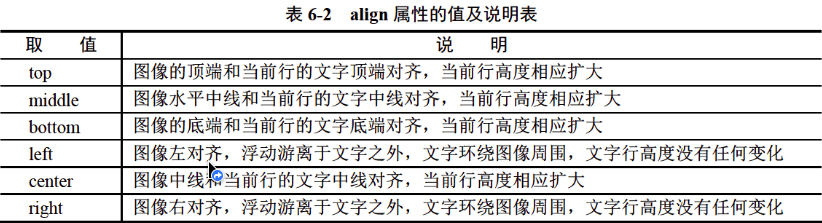 表 6-2 align 属性的值及说明表
取 值 说 明
top 图像的顶端和当前行的文字顶端对齐，当前行高度相应扩大
middle 图像水平中线和当前行的文字中线对齐，当前行高度相应扩大
bottom 图像的底端和当前行的文字底端对齐，当前行高度相应扩大
left 图像左对齐，浮动游离于文字之外，文字环绕图像周围，文字行高度没有任何变化
center 图像中线和当前行的文字中线对齐，当前行高度相应扩大
right 图像右对齐，浮动游离于文字之外，文字环绕图像周围，文字行高度没有任何变化